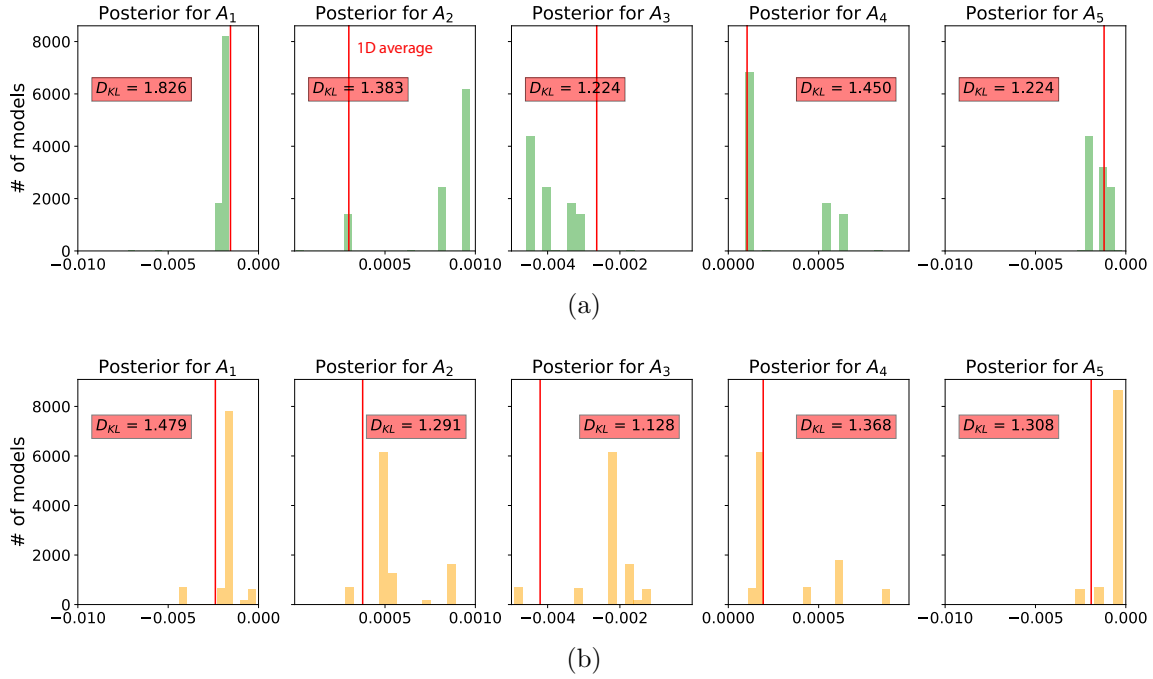 Posterior for A1 Posterior for A2 Posterior for A3 Posterior for A4 Posterior for A5
# of models
8000
6000
4000
2000
0
1D average
DKL = 1.826 DKL = 1.383 DKL = 1.224 DKL = 1.450 DKL = 1.224
−0.010 −0.005 0.000 0.0005 0.0010 −0.004 −0.002 0.0000 0.0005 −0.010 −0.005 0.000
(a)
Posterior for A1 Posterior for A2 Posterior for A3 Posterior for A4 Posterior for A5
# of models
8000
6000
4000
2000
0
DKL = 1.479 DKL = 1.291 DKL = 1.128 DKL = 1.368 DKL = 1.308
−0.010 −0.005 0.000 0.0005 0.0010 −0.004 −0.002 0.0000 0.0005 −0.010 −0.005 0.000
(b)